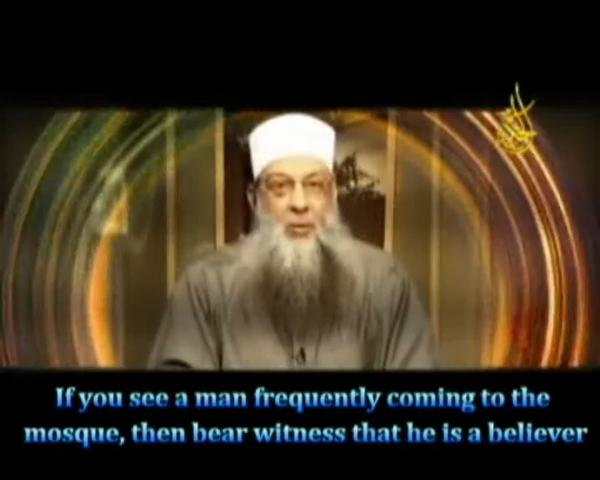 If you see a man frequently coming to the
mosque, then bear witness that he is a believer